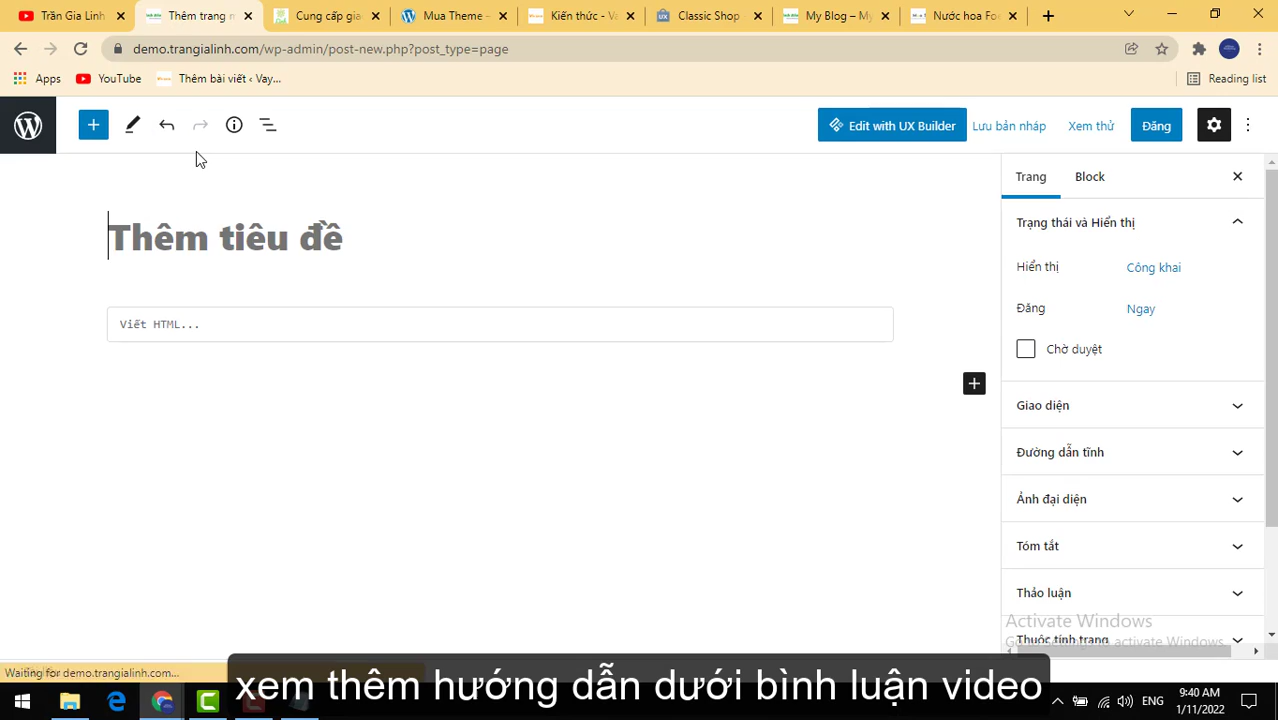 Trần Gia Linh
Thêm trang m
Cung cấp gia
Mua Theme –
Kiến thức - Va
Classic Shop
My Blog – My
Nước hoa Fos
demo.trangialinh.com/wp-admin/post-new.php?post_type=page
Apps
YouTube
Thêm bài viết ‹ Vay...
Reading list
Edit with UX Builder
Lưu bản nháp
Xem thử
Đăng
Trang
Block
Thêm tiêu đề
Trạng thái và Hiển thị
Hiển thị
Công khai
Viết HTML...
Đăng
Ngay
Chờ duyệt
Giao diện
Đường dẫn tĩnh
Ảnh đại diện
Tóm tắt
Thảo luận
Activate Windows
Thuộc tính trang
activate Windows.
Waiting for demo.trangialinh.com...
xem thêm hướng dẫn dưới bình luận video
ENG
9:40 AM
1/11/2022